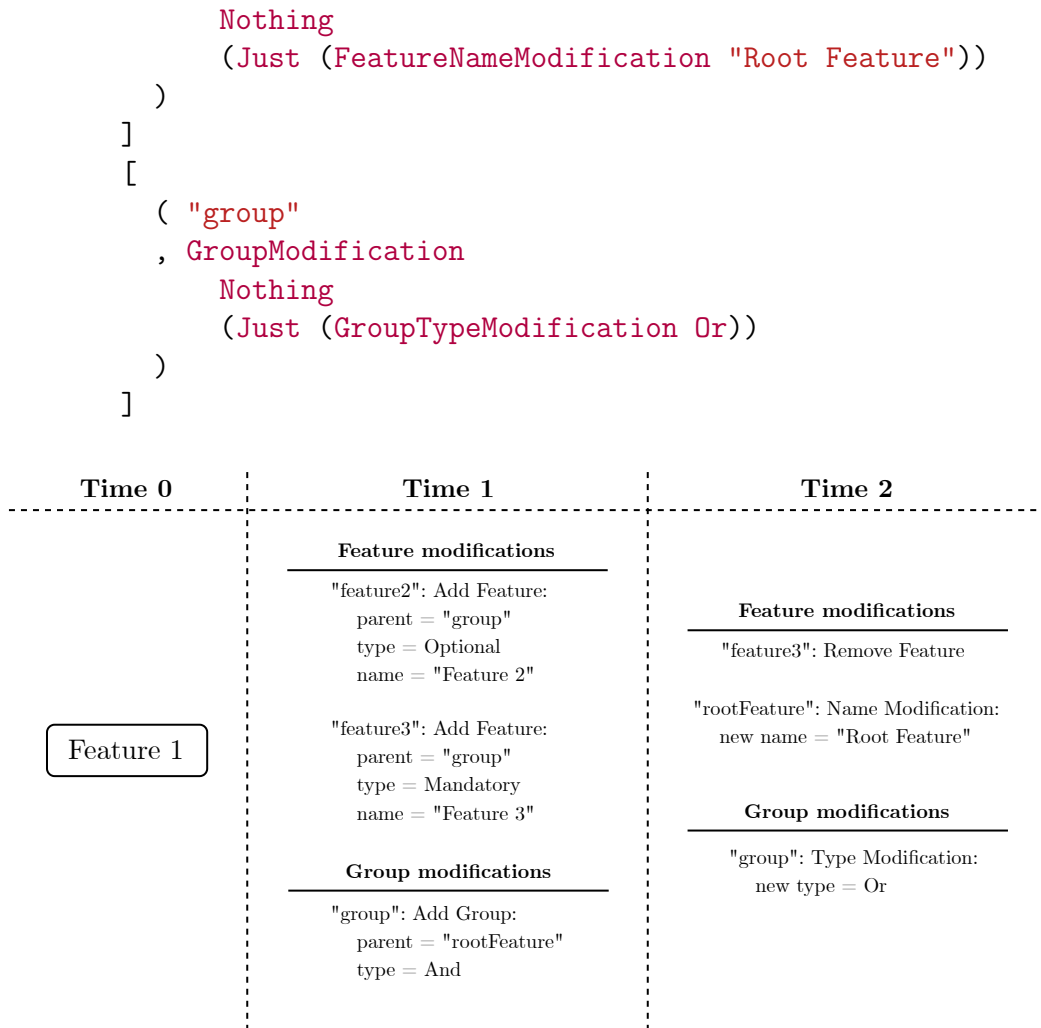 Nothing
(Just (FeatureNameModification "Root Feature"))
)
]
[
( "group"
, GroupModification
Nothing
(Just (GroupTypeModification Or))
)
]
Time 0
Time 1
Time 2
Feature 1
Feature modifications
"feature2": Add Feature:
parent = "group"
type = Optional
name = "Feature 2"
"feature3": Add Feature:
parent = "group"
type = Mandatory
name = "Feature 3"
Group modifications
"group": Add Group:
parent = "rootFeature"
type = And
Feature modifications
"feature3": Remove Feature
"rootFeature": Name Modification:
new name = "Root Feature"
Group modifications
"group": Type Modification:
new type = Or